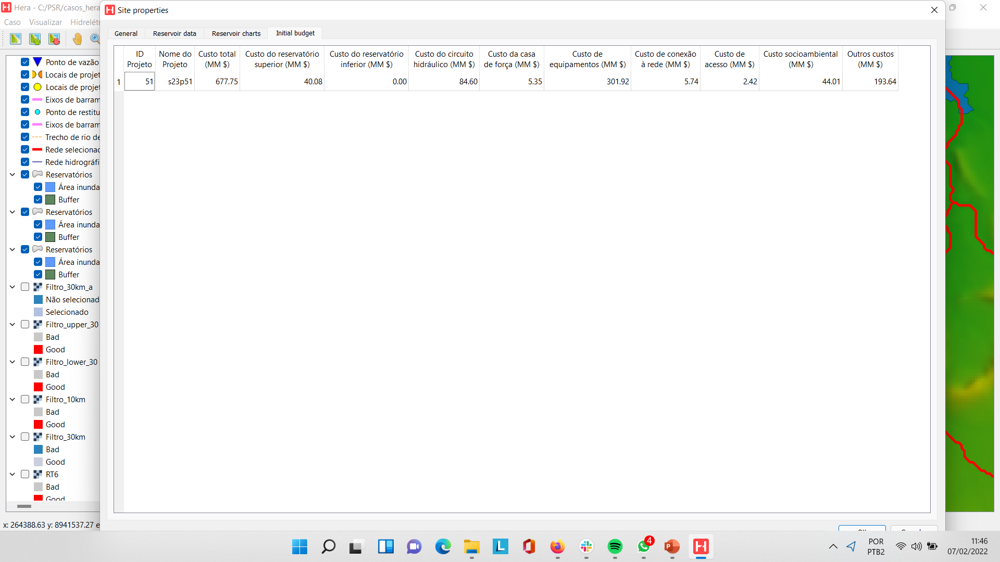 Hera - C:/PSR/casos_hera
Caso Visualizar Hidrelét
Site properties
General Reservoir data Reservoir charts Initial budget
ID Projeto Nome do Projeto Custo total (MM $) Custo do reservatório superior (MM $) Custo do reservatório inferior (MM $) Custo do circuito hidráulico (MM $) Custo da casa de força (MM $) Custo de equipamentos (MM $) Custo de conexão à rede (MM $) Custo de acesso (MM $) Custo socioambiental (MM $) Outros custos (MM $)
1 51 s23p51 677.75 40.08 0.00 84.60 5.35 301.92 5.74 2.42 44.01 193.64
Ponto de vazão
Locais de projet
Locais de projet
Eixos de barram
Ponto de restitu
Eixos de barram
Trecho de rio de
Rede selecionad
Rede hidrográfi
Reservatórios
Área inunda
Buffer
Reservatórios
Área inunda
Buffer
Reservatórios
Área inunda
Buffer
Filtro_30km_a
Não selecionad
Selecionado
Filtro_upper_30
Bad
Good
Filtro_lower_30
Bad
Good
Filtro_10km
Bad
Good
Filtro_30km
Bad
Good
RT6
Bad
Good
x: 264388.63 y: 8941537.27 e
4
POR
PTB2
11:46
07/02/2022